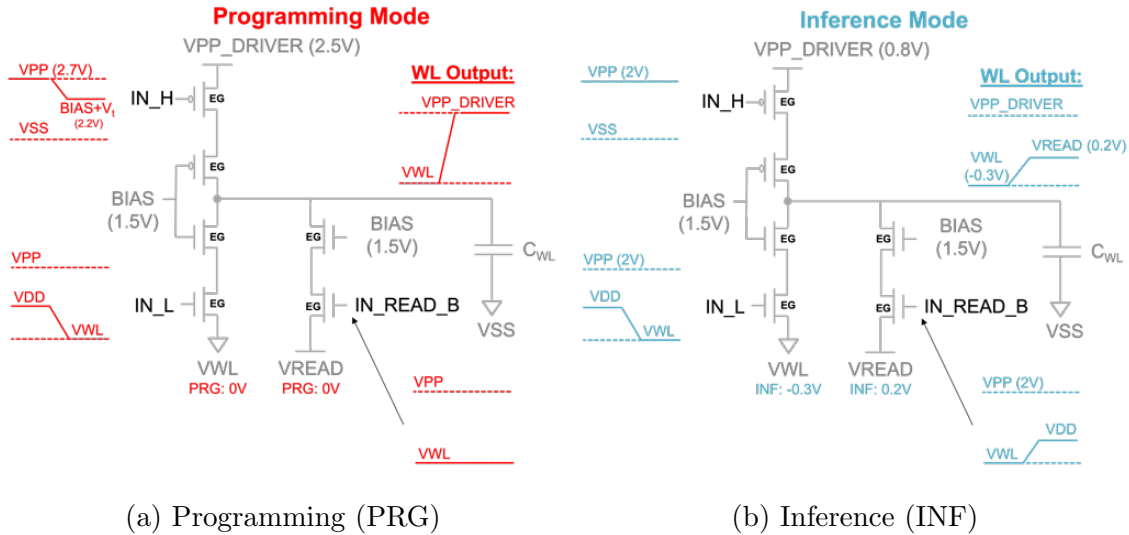 Programming Mode
VPP_DRIVER (2.5V)
VPP (2.7V)
BIAS+Vt
(2.2V)
VSS
IN_H
EG
WL Output:
VPP_DRIVER
VWL
EG
BIAS
(1.5V)
EG
EG
BIAS
(1.5V)
CWL
VPP
VDD
VWL
IN_L
EG
EG
IN_READ_B
VSS
VWL
PRG: 0V
VREAD
PRG: 0V
VPP
VWL
(a) Programming (PRG)
Inference Mode
VPP_DRIVER (0.8V)
VPP (2V)
VSS
IN_H
EG
WL Output:
VPP_DRIVER
VREAD (0.2V)
VWL
(-0.3V)
EG
BIAS
(1.5V)
EG
EG
BIAS
(1.5V)
CWL
VPP (2V)
VDD
VWL
IN_L
EG
EG
IN_READ_B
VSS
VWL
INF: -0.3V
VREAD
INF: 0.2V
VPP (2V)
VDD
VWL
(b) Inference (INF)